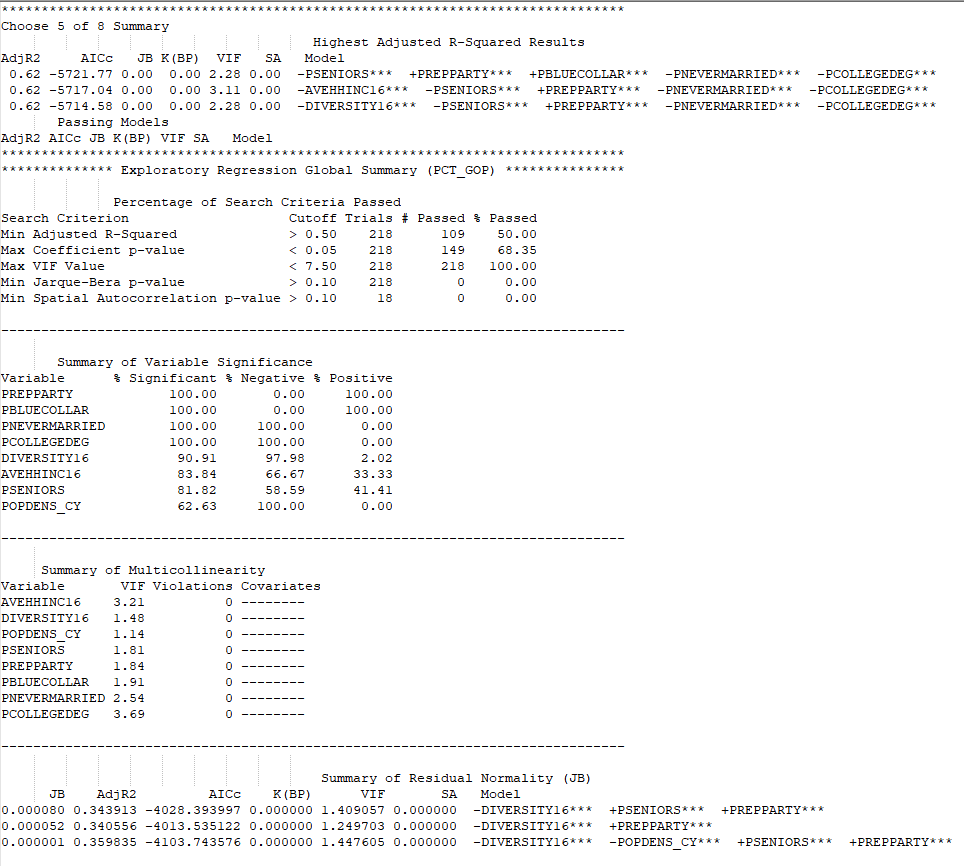 ******************************************************************************
Choose 5 of 8 Summary
Highest Adjusted R-Squared Results
AdjR2 AICc JB K(BP) VIF SA Model
0.62 -5721.77 0.00 0.00 2.28 0.00 -PSENIORS*** +PREPPARTY*** +PBLUECOLLAR*** -PNEVERMARRIED*** -PCOLLEGEDEG***
0.62 -5717.04 0.00 0.00 3.11 0.00 -AVEHHINC16*** -PSENIORS*** +PREPPARTY*** -PNEVERMARRIED*** -PCOLLEGEDEG***
0.62 -5714.58 0.00 0.00 2.28 0.00 -DIVERSITY16*** -PSENIORS*** +PREPPARTY*** -PNEVERMARRIED*** -PCOLLEGEDEG***
Passing Models
AdjR2 AICc JB K(BP) VIF SA Model
******************************************************************************
************** Exploratory Regression Global Summary (PCT_GOP) ***************
Percentage of Search Criteria Passed
Search Criterion Cutoff Trials # Passed % Passed
Min Adjusted R-Squared > 0.50 218 109 50.00
Max Coefficient p-value < 0.05 218 149 68.35
Max VIF Value < 7.50 218 218 100.00
Min Jarque-Bera p-value > 0.10 218 0 0.00
Min Spatial Autocorrelation p-value > 0.10 18 0 0.00
------------------------------------------------------------------------------
Summary of Variable Significance
Variable % Significant % Negative % Positive
PREPPARTY 100.00 0.00 100.00
PBLUECOLLAR 100.00 0.00 100.00
PNEVERMARRIED 100.00 100.00 0.00
PCOLLEGEDEG 100.00 100.00 0.00
DIVERSITY16 90.91 97.98 2.02
AVEHHINC16 83.84 66.67 33.33
PSENIORS 81.82 58.59 41.41
POPDENS_CY 62.63 100.00 0.00
------------------------------------------------------------------------------
Summary of Multicollinearity
Variable VIF Violations Covariates
AVEHHINC16 3.21 0 --------
DIVERSITY16 1.48 0 --------
POPDENS_CY 1.14 0 --------
PSENIORS 1.81 0 --------
PREPPARTY 1.84 0 --------
PBLUECOLLAR 1.91 0 --------
PNEVERMARRIED 2.54 0 --------
PCOLLEGEDEG 3.69 0 --------
------------------------------------------------------------------------------
Summary of Residual Normality (JB)
JB AdjR2 AICc K(BP) VIF SA Model
0.000080 0.343913 -4028.393997 0.000000 1.409057 0.000000 -DIVERSITY16*** +PSENIORS*** +PREPPARTY***
0.000052 0.340556 -4013.535122 0.000000 1.249703 0.000000 -DIVERSITY16*** +PREPPARTY***
0.000001 0.359835 -4103.743576 0.000000 1.447605 0.000000 -DIVERSITY16*** -POPDENS_CY*** +PSENIORS*** +PREPPARTY***